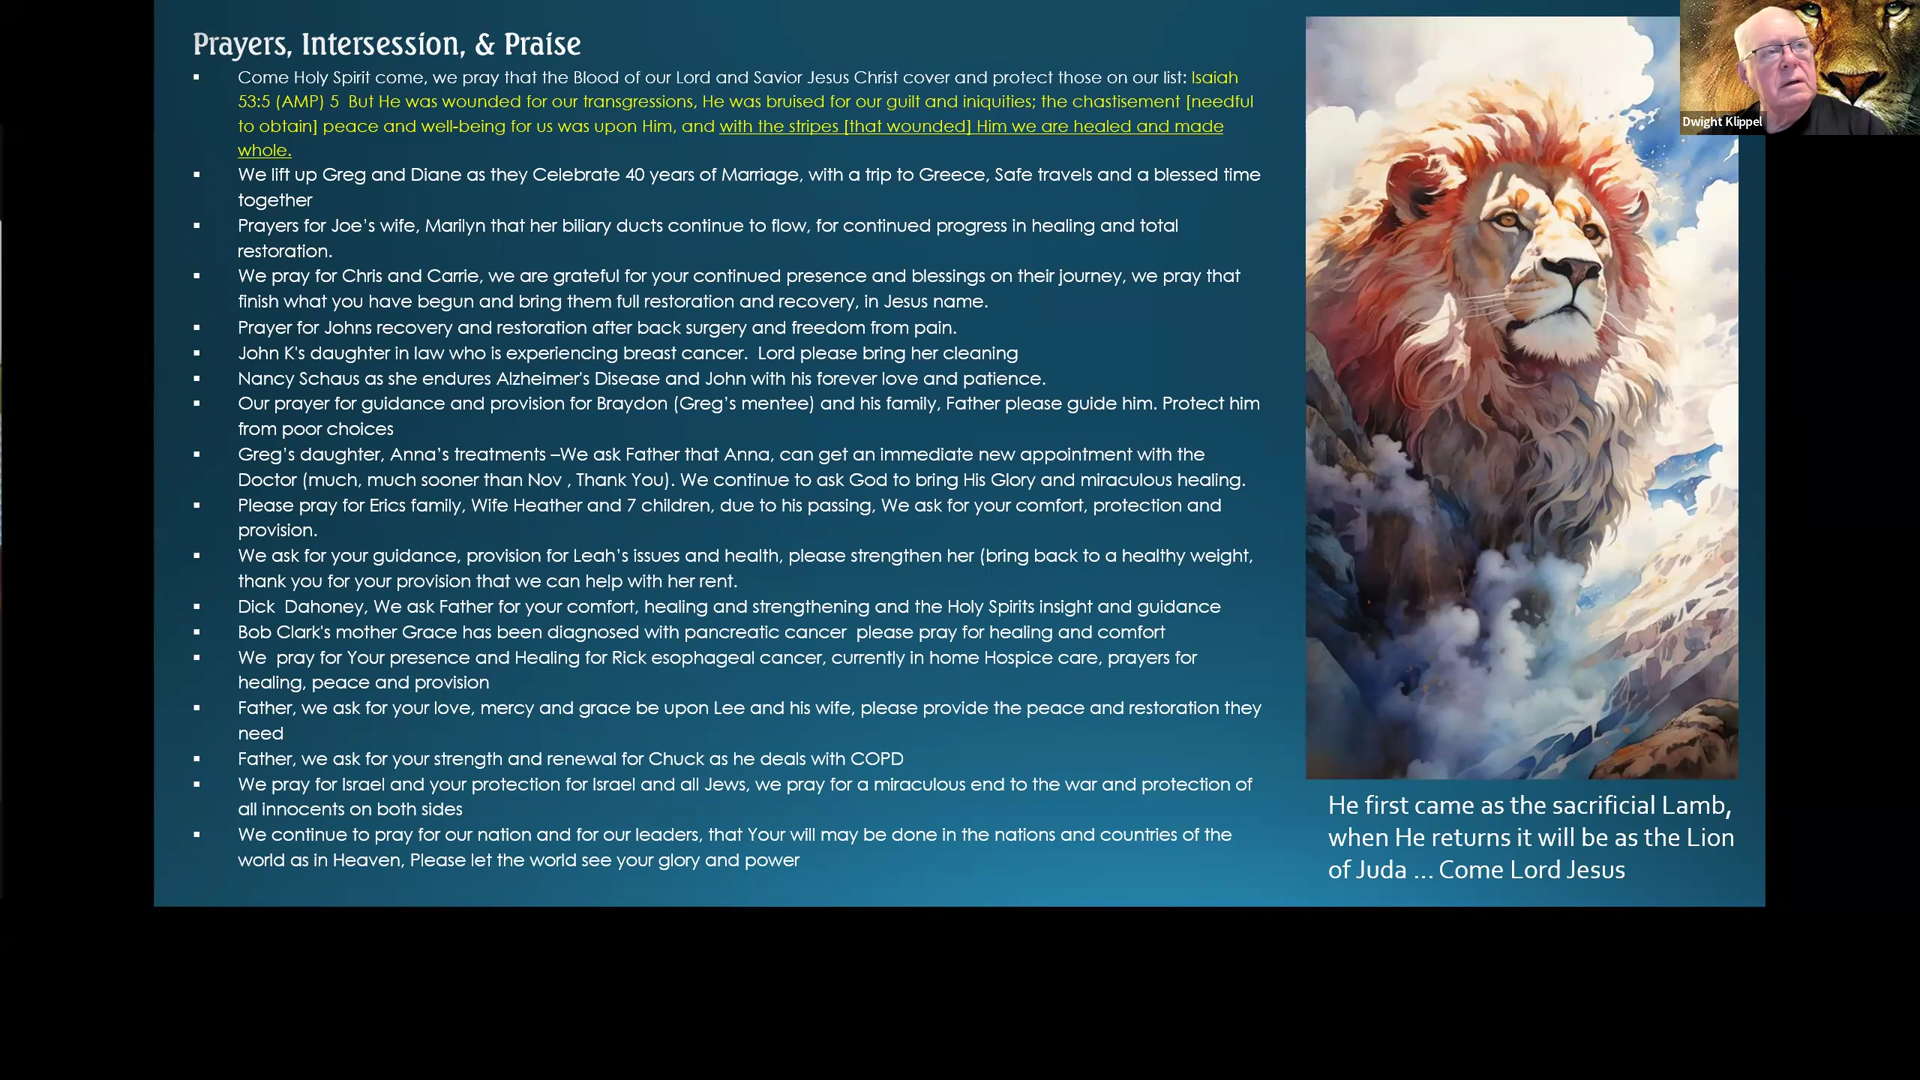 Prayers, Intersession, & Praise
▪ Come Holy Spirit come, we pray that the Blood of our Lord and Savior Jesus Christ cover and protect those on our list: Isaiah
53:5 (AMP) 5  But He was wounded for our transgressions, He was bruised for our guilt and iniquities; the chastisement [needful
to obtain] peace and well-being for us was upon Him, and with the stripes [that wounded] Him we are healed and made
whole.
▪ We lift up Greg and Diane as they Celebrate 40 years of Marriage, with a trip to Greece, Safe travels and a blessed time
together
▪ Prayers for Joe’s wife, Marilyn that her biliary ducts continue to flow, for continued progress in healing and total
restoration.
▪ We pray for Chris and Carrie, we are grateful for your continued presence and blessings on their journey, we pray that
finish what you have begun and bring them full restoration and recovery, in Jesus name.
▪ Prayer for Johns recovery and restoration after back surgery and freedom from pain.
▪ John K's daughter in law who is experiencing breast cancer.  Lord please bring her cleaning
▪ Nancy Schaus as she endures Alzheimer's Disease and John with his forever love and patience.
▪ Our prayer for guidance and provision for Braydon (Greg’s mentee) and his family, Father please guide him. Protect him
from poor choices
▪ Greg’s daughter, Anna’s treatments –We ask Father that Anna, can get an immediate new appointment with the
Doctor (much, much sooner than Nov , Thank You). We continue to ask God to bring His Glory and miraculous healing.
▪ Please pray for Erics family, Wife Heather and 7 children, due to his passing, We ask for your comfort, protection and
provision.
▪ We ask for your guidance, provision for Leah’s issues and health, please strengthen her (bring back to a healthy weight,
thank you for your provision that we can help with her rent.
▪ Dick  Dahoney, We ask Father for your comfort, healing and strengthening and the Holy Spirits insight and guidance
▪ Bob Clark's mother Grace has been diagnosed with pancreatic cancer  please pray for healing and comfort
▪ We  pray for Your presence and Healing for Rick esophageal cancer, currently in home Hospice care, prayers for
healing, peace and provision
▪ Father, we ask for your love, mercy and grace be upon Lee and his wife, please provide the peace and restoration they
need
▪ Father, we ask for your strength and renewal for Chuck as he deals with COPD
▪ We pray for Israel and your protection for Israel and all Jews, we pray for a miraculous end to the war and protection of
all innocents on both sides
▪ We continue to pray for our nation and for our leaders, that Your will may be done in the nations and countries of the
world as in Heaven, Please let the world see your glory and power
He first came as the sacrificial Lamb,
when He returns it will be as the Lion
of Juda ... Come Lord Jesus
Dwight Klippel